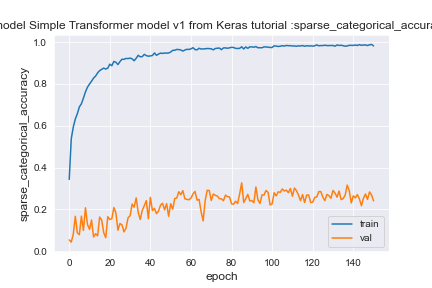 model Simple Transformer model v1 from Keras tutorial :sparse_categorical_accura
1.0
0.8
0.6
0.4
0.2
0.0
sparse_categorical_accuracy
0
20
40
60
80
100
120
140
epoch
train
val